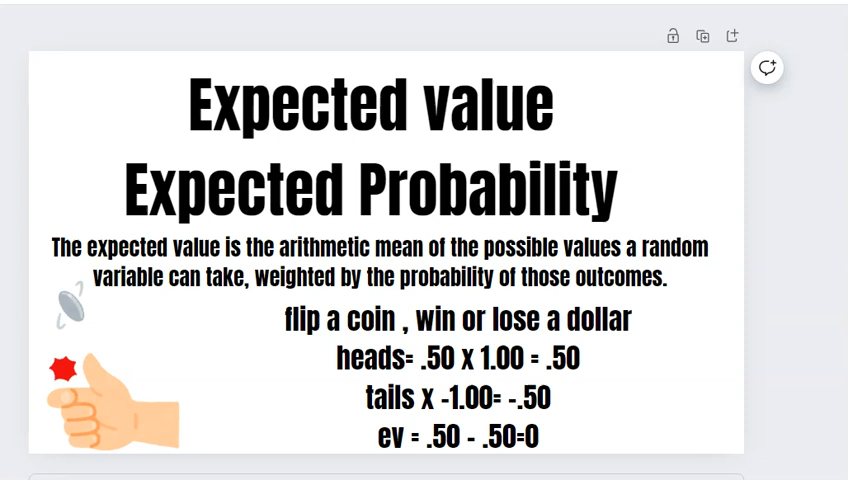 Expected value
Expected Probability
The expected value is the arithmetic mean of the possible values a random
variable can take, weighted by the probability of those outcomes.
flip a coin , win or lose a dollar
heads= .50 x 1.00 = .50
tails x -1.00= -.50
ev = .50 - .50=0